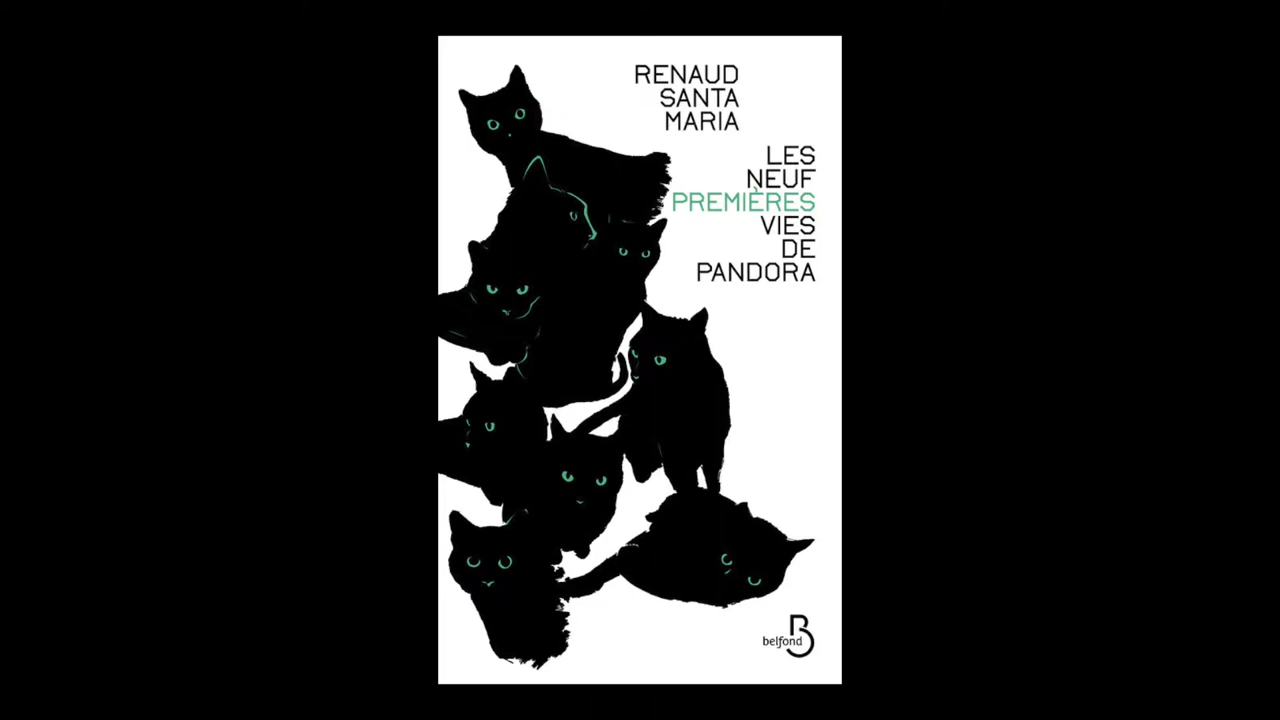 RENAUD
SANTA
MARIA
LES
NEUF
PREMIÈRES
VIES
DE
PANDORA
belfond